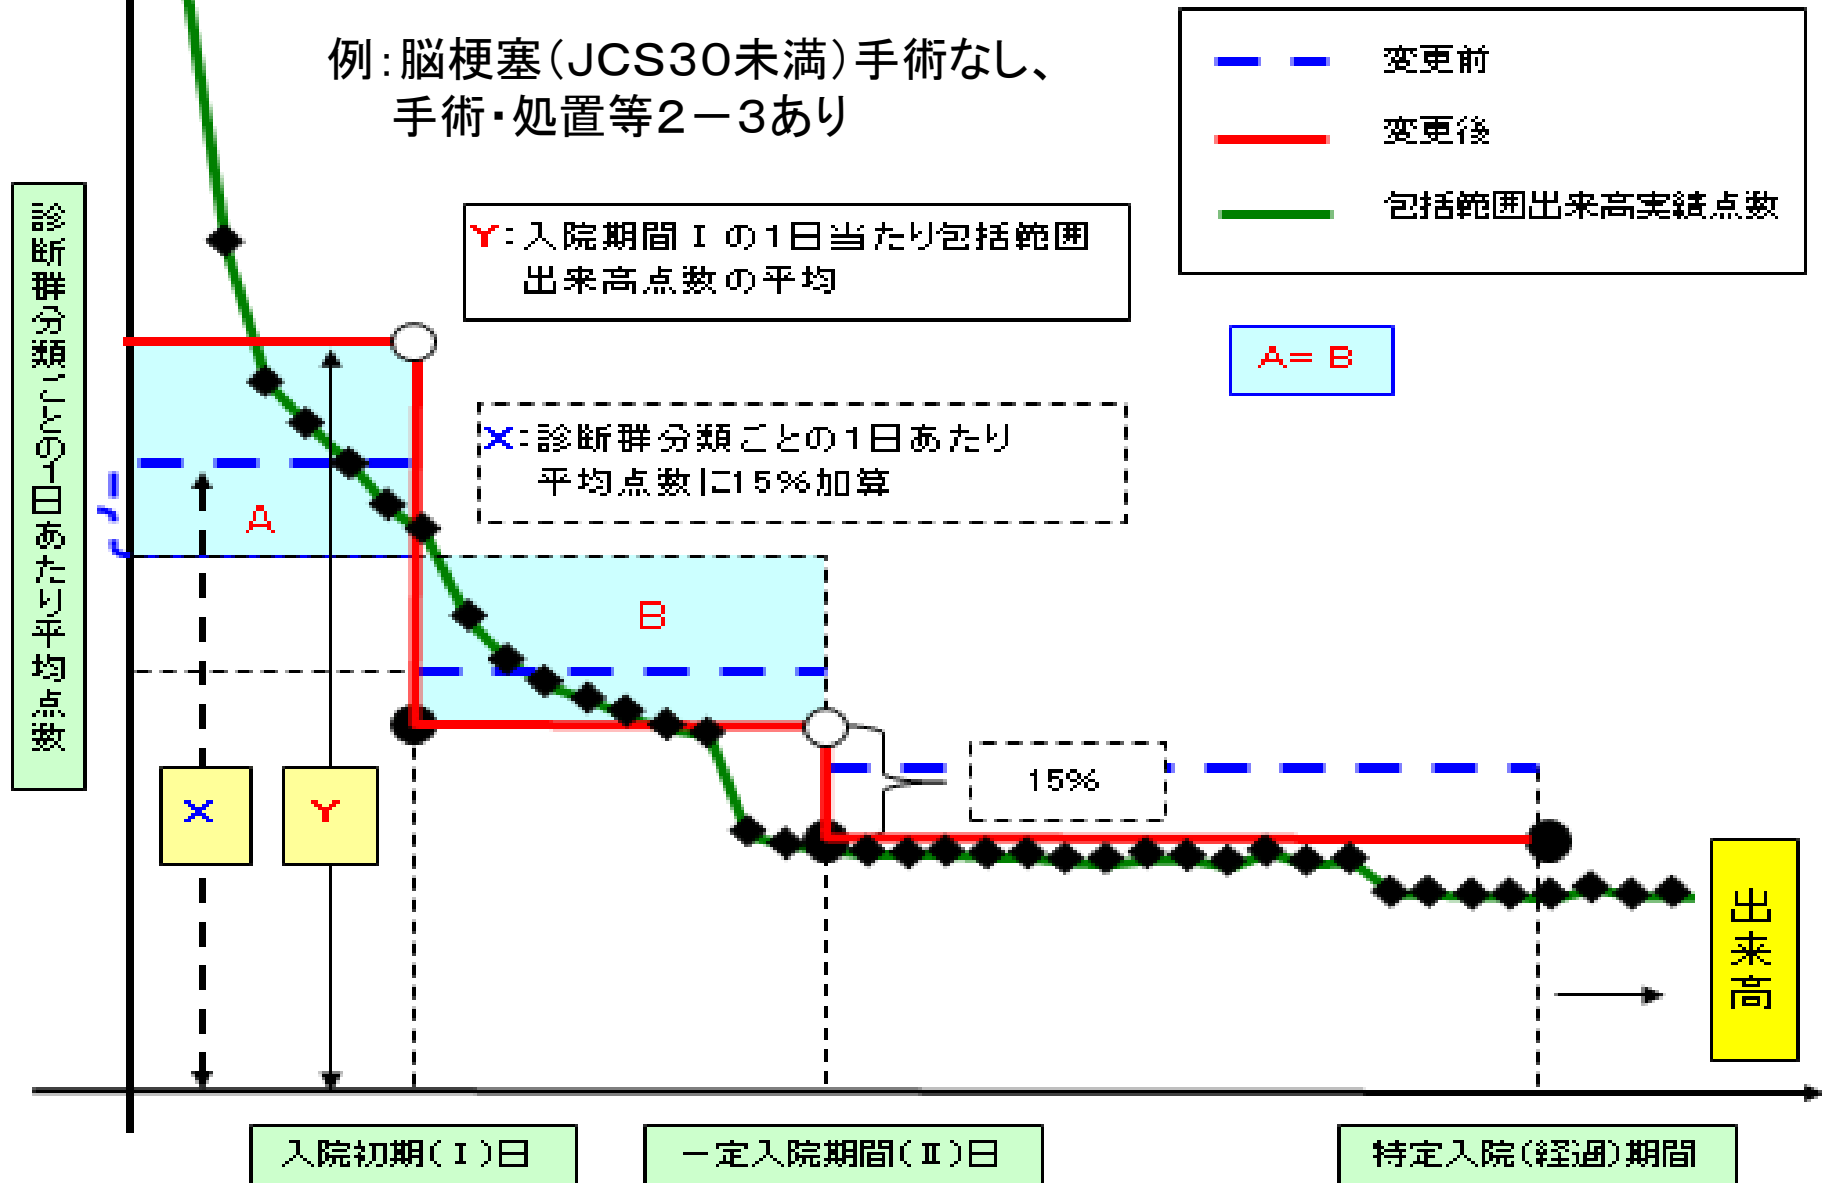 例：脳梗塞（ＪＣＳ３０未満）手術なし、
手術・処置等２－３あり
変更前
変更後
包括範囲出来高実績点数
診断群分類ごとの1日あたり平均点数
Y：入院期間Ⅰの1日当たり包括範囲
出来高点数の平均
A＝B
X：診断群分類ごとの1日あたり
平均点数に15%加算
A
B
15%
X
Y
出来高
入院初期(Ⅰ)日
一定入院期間(Ⅱ)日
特定入院(経過)期間